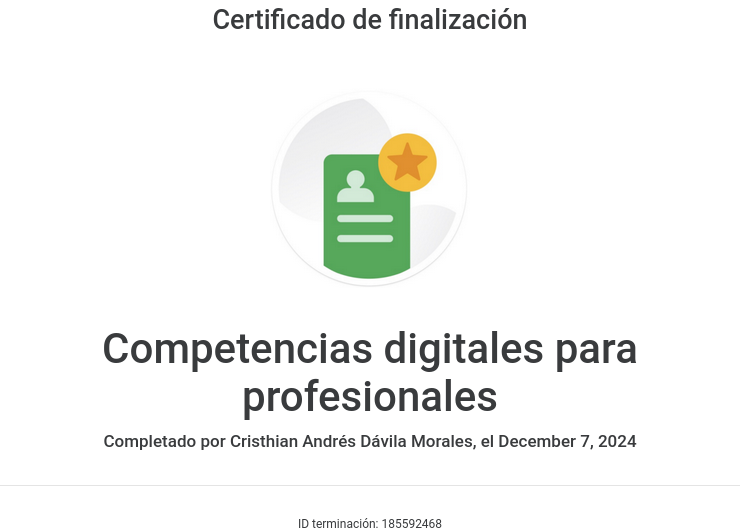 Certificado de finalización
Competencias digitales para
profesionales
Completado por Cristhian Andrés Dávila Morales, el December 7, 2024
ID terminación: 185592468